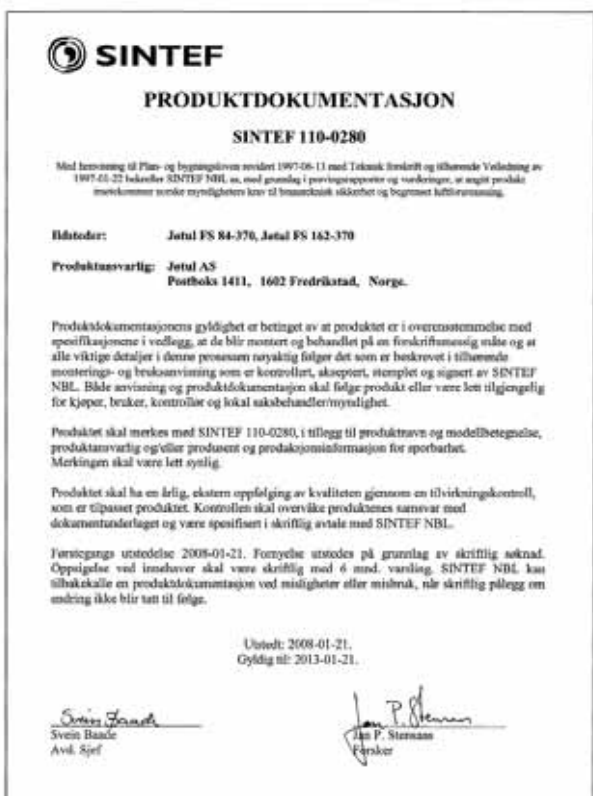 SINTEF
PRODUKTDOKUMENTASJON
SINTEF 110-0280
Med henvisning til Plan- og bygningsloven revidert 1997-06-13 med Teknisk forskrift og tilhørende Veiledning av
1997-01-22 bekrefter SINTEF NBL as, med grunnlag i prøvingsrapporter og vurderinger, at angitt produkt
imøtekommer norske myndigheters krav til brannteknisk sikkerhet og begrenset luftforurensning.
Ildsteder: Jøtul FS 84-370, Jøtul FS 162-370
Produktansvarlig: Jøtul AS
Postboks 1411, 1602 Fredrikstad, Norge.
Produktdokumentasjonens gyldighet er betinget av at produktet er i overensstemmelse med
spesifikasjonene i vedlegg, at de blir montert og behandlet på en forskriftsmessig måte og at
alle viktige detaljer i denne prosessen nøyaktig følger det som er beskrevet i tilhørende
monterings- og bruksanvisning som er kontrollert, akseptert, stemplet og signert av SINTEF
NBL. Både anvisning og produktdokumentasjon skal følge produkt eller være lett tilgjengelig
for kjøper, bruker, kontrollør og lokal saksbehandler/myndighet.
Produktet skal merkes med SINTEF 110-0280, i tillegg til produktnavn og modellbetegnelse,
produktansvarlig og/eller produsent og produksjonsinformasjon for sporbarhet.
Merkingen skal være lett synlig.
Produktet skal ha en årlig, ekstern oppfølging av kvaliteten gjennom en tilvirkningskontroll,
som er tilpasset produktet. Kontrollen skal overvåke produktenes samsvar med
dokumentunderlaget og være spesifisert i skriftlig avtale med SINTEF NBL.
Førstegangs utstedelse 2008-01-21. Fornyelse utstedes på grunnlag av skriftlig søknad.
Oppsigelse ved innehaver skal være skriftlig med 6 mnd. varsling. SINTEF NBL kan
tilbakekalle en produktdokumentasjon ved misligheter eller misbruk, når skriftlig pålegg om
endring ikke blir tatt til følge.
Utstedt: 2008-01-21.
Gyldig til: 2013-01-21.
Svein Baade
Jan P. Stensaas
Svein Baade
Jan P. Stensaas
Avd. Sjef
Forsker